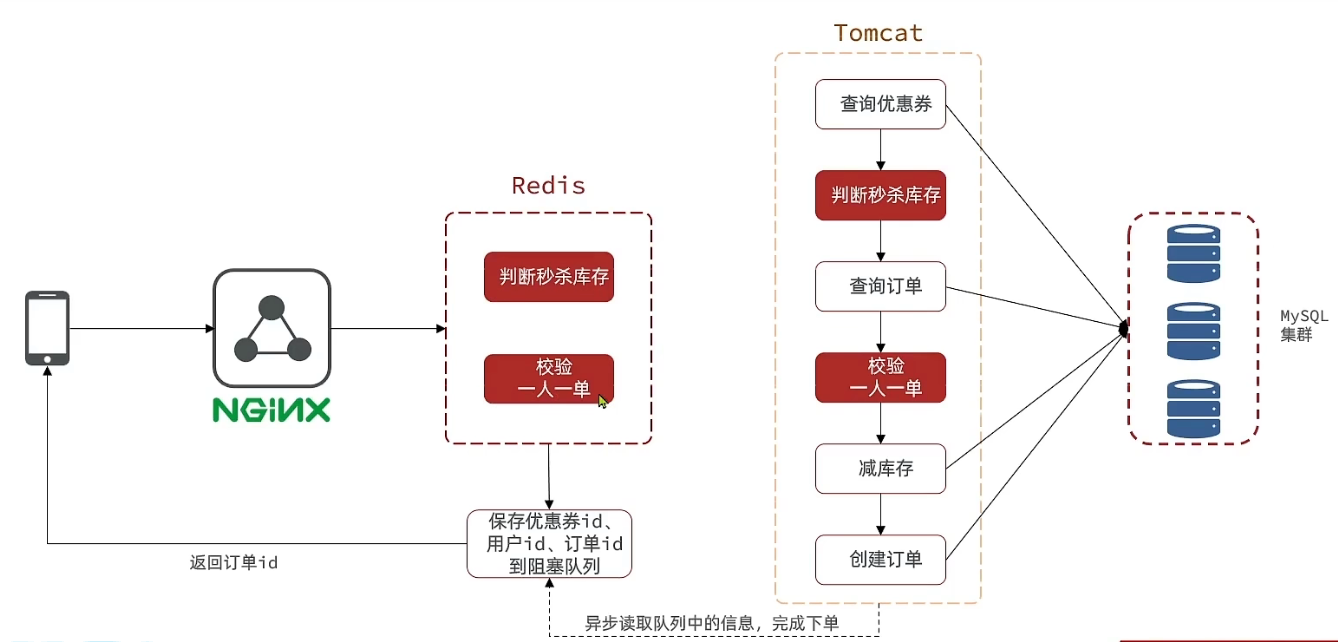 Tomcat
查询优惠券
判断秒杀库存
查询订单
校验
一人一单
减库存
创建订单
Redis
判断秒杀库存
校验
一人一单
NGINX
MySQL
集群
保存优惠券id、
用户id、订单id
到阻塞队列
返回订单id
异步读取队列中的信息，完成下单